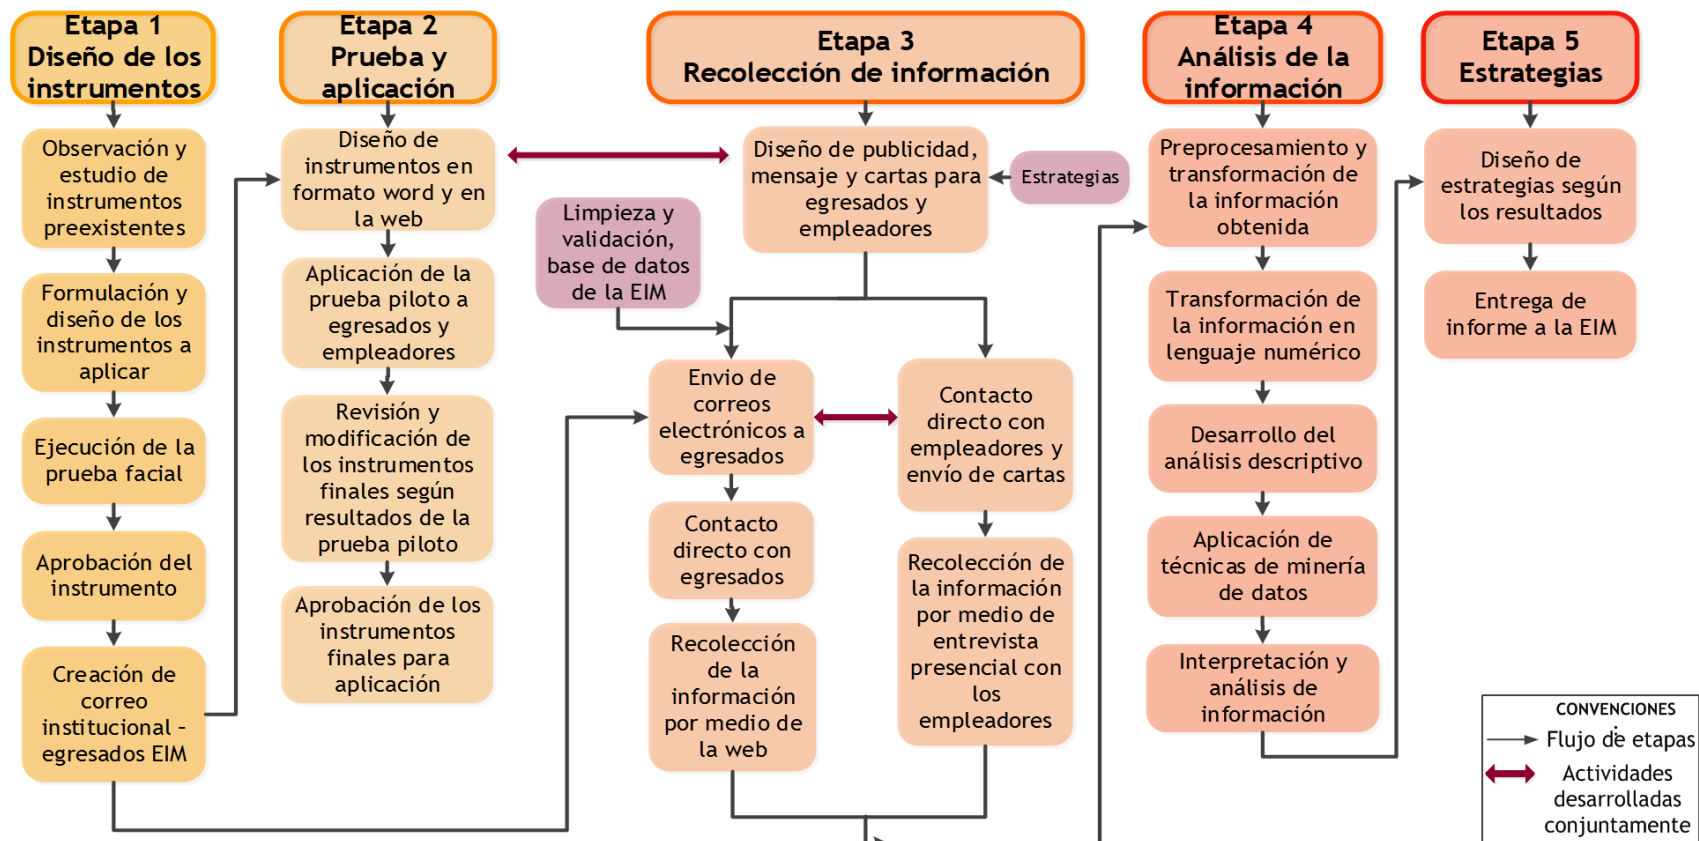 Etapa 1
Diseño de los
instrumentos
Observación y
estudio de
instrumentos
preexistentes
Formulación y
diseño de los
instrumentos a
aplicar
Ejecución de la
prueba facial
Aprobación del
instrumento
Creación de
correo
institucional –
egresados EIM
Etapa 2
Prueba y
aplicación
Diseño de
instrumentos en
formato word y en
la web
Aplicación de la
prueba piloto a
egresados y
empleadores
Revisión y
modificación de
los instrumentos
finales según
resultados de la
prueba piloto
Aprobación de los
instrumentos
finales para
aplicación
Etapa 3
Recolección de información
Diseño de publicidad,
mensaje y cartas para
egresados y
empleadores
Estrategias
Limpieza y
validación,
base de datos
de la EIM
Envio de
correos
electrónicos a
egresados
Contacto
directo con
egresados
Recolección
de la
información
por medio de
la web
Contacto
directo con
empleadores y
envío de cartas
Recolección de
la información
por medio de
entrevista
presencial con
los
empleadores
Etapa 4
Análisis de la
información
Preprocesamiento y
transformación de
la información
obtenida
Transformación de
la información en
lenguaje numérico
Desarrollo del
análisis descriptivo
Aplicación de
técnicas de minería
de datos
Interpretación y
análisis de
información
Etapa 5
Estrategias
Diseño de
estrategias según
los resultados
Entrega de
informe a la EIM
CONVENCIONES
Flujo de etapas
Actividades
desarrolladas
conjuntamente